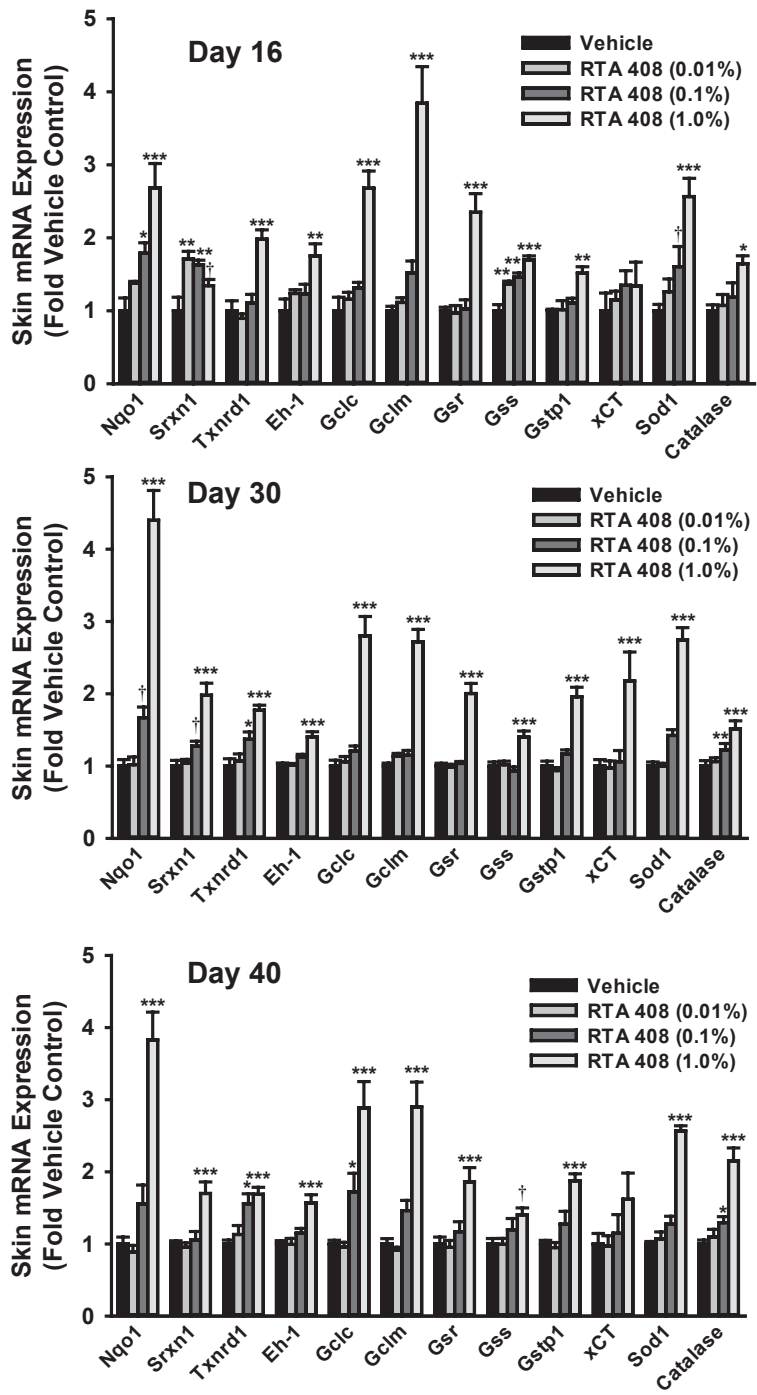 Day 16
Vehicle
RTA 408 (0.01%)
RTA 408 (0.1%)
RTA 408 (1.0%)
Skin mRNA Expression
(Fold Vehicle Control)
5
4
3
2
1
0
*
***
**
**
†
***
**
***
***
***
**
**
***
**
†
***
*
Nqo1
Srxn1
Txnrd1
Eh-1
Gclc
Gclm
Gsr
Gss
Gstp1
xCT
Sod1
Catalase
Day 30
Vehicle
RTA 408 (0.01%)
RTA 408 (0.1%)
RTA 408 (1.0%)
Skin mRNA Expression
(Fold Vehicle Control)
5
4
3
2
1
0
†
***
†
***
*
***
***
***
***
***
***
***
***
***
**
***
Nqo1
Srxn1
Txnrd1
Eh-1
Gclc
Gclm
Gsr
Gss
Gstp1
xCT
Sod1
Catalase
Day 40
Vehicle
RTA 408 (0.01%)
RTA 408 (0.1%)
RTA 408 (1.0%)
Skin mRNA Expression
(Fold Vehicle Control)
5
4
3
2
1
0
***
***
*
***
***
*
***
***
***
†
***
***
*
***
Nqo1
Srxn1
Txnrd1
Eh-1
Gclc
Gclm
Gsr
Gss
Gstp1
xCT
Sod1
Catalase